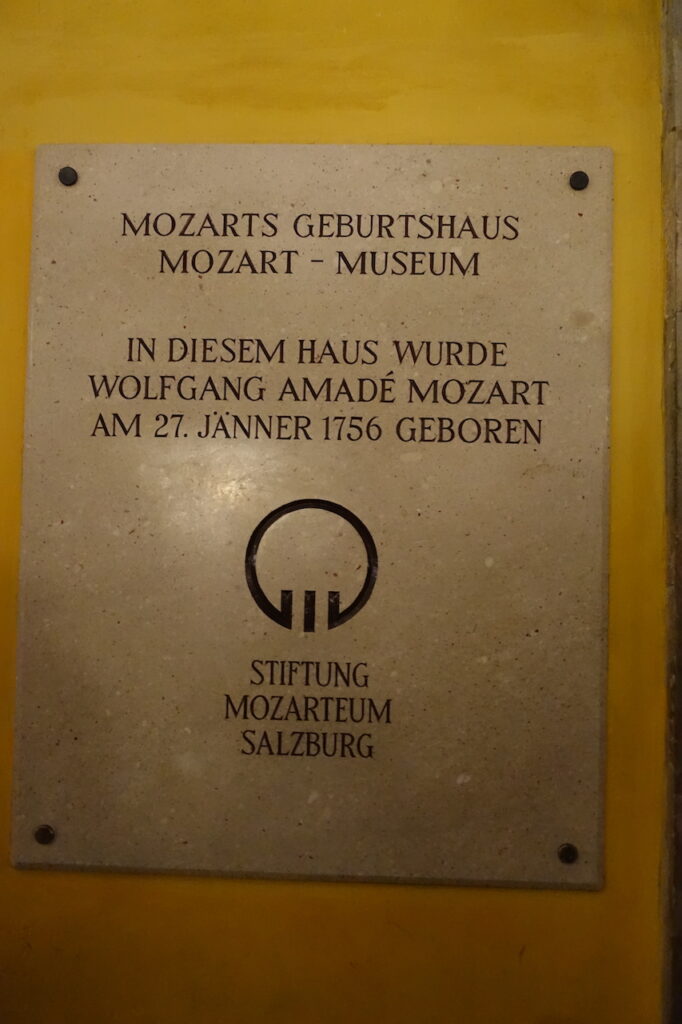 MOZARTS GEBURTSHAUS
MOZART - MUSEUM
IN DIESEM HAUS WURDE
WOLFGANG AMADÉ MOZART
AM 27. JÄNNER 1756 GEBOREN
STIFTUNG
MOZARTEUM
SALZBURG